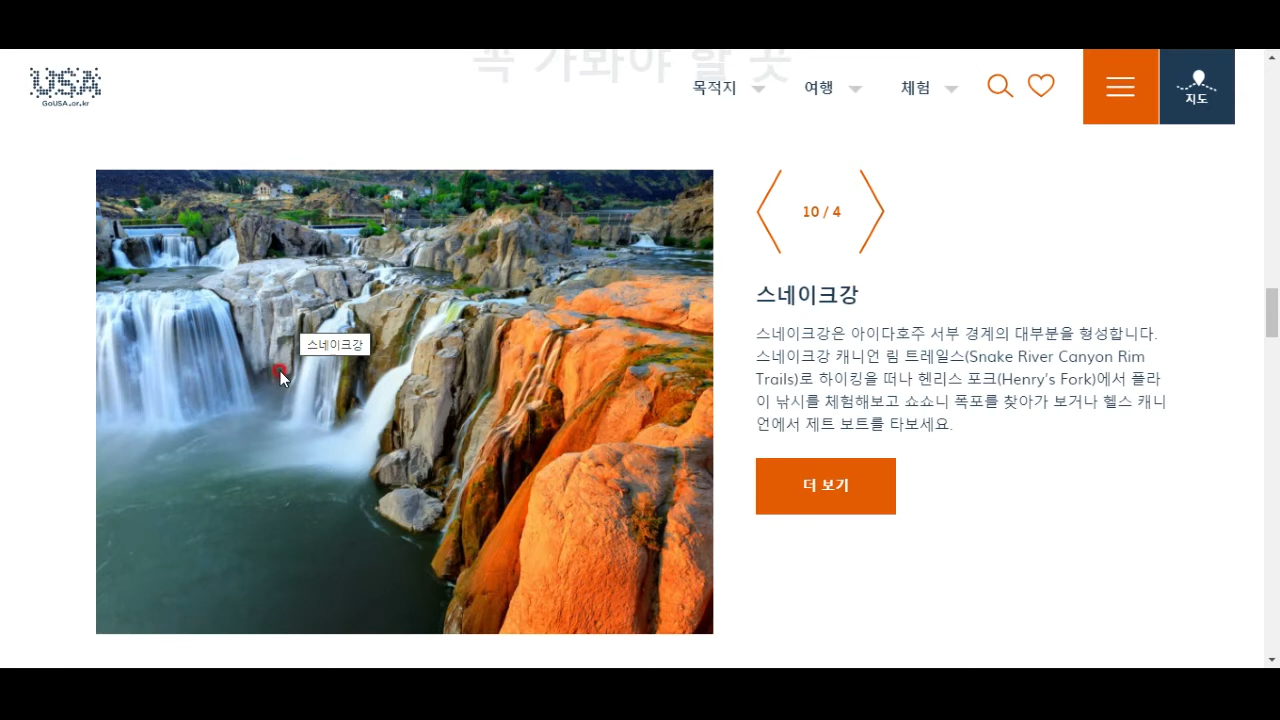 꼭 가봐야 할 곳
USA
GoUSA.or.kr
목적지
여행
체험
지도
10 / 4
스네이크강
스네이크강은 아이다호주 서부 경계의 대부분을 형성합니다.
스네이크강 캐니언 림 트레일스(Snake River Canyon Rim
Trails)로 하이킹을 떠나 헨리스 포크(Henry's Fork)에서 플라
이 낚시를 체험해보고 쇼쇼니 폭포를 찾아가 보거나 헬스 캐니
언에서 제트 보트를 타보세요.
더 보기
스네이크강